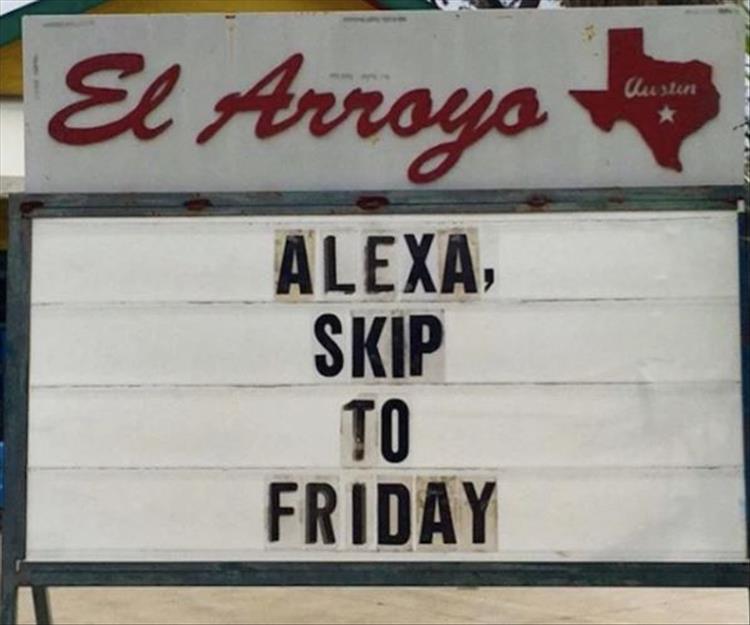 El Arroyo
Austin
ALEXA,
SKIP
TO
FRIDAY